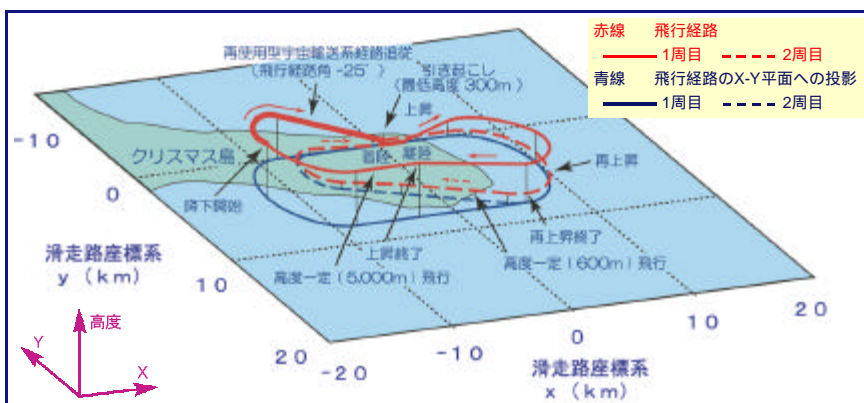 赤線 飛行経路
1周目 2周目
青線 飛行経路のX-Y平面への投影
1周目 2周目
再使用型宇宙輸送系経路追従
(飛行経路角-25°)
引き起こし
(最低高度300m)
上昇
-10
クリスマス島
着陸 離陸
再上昇
0
降下開始
上昇終了
再上昇終了
高度一定(5,000m)飛行
高度一定(600m)飛行
滑走路座標系
y (km)
10
20
-20
-10
0
10
20
滑走路座標系
x (km)
高度
Y
X